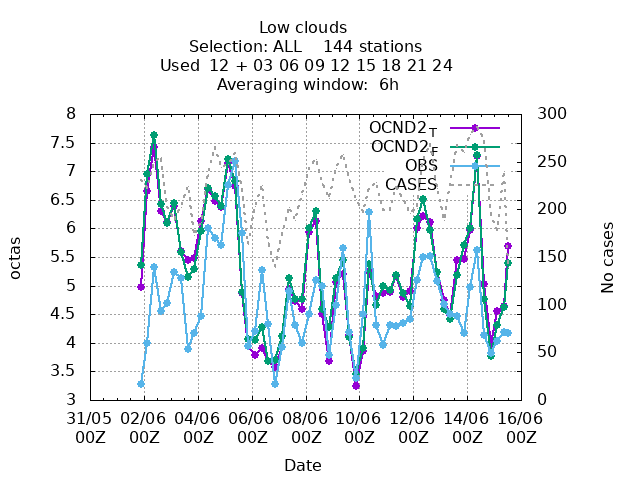 Low clouds
Selection: ALL    144 stations
Used  12 + 03 06 09 12 15 18 21 24
Averaging window:  6h
8
7.5
7
6.5
6
5.5
5
4.5
4
3.5
3
octas
300
250
200
150
100
50
0
No cases
OCND2_T
OCND2_F
OBS
CASES
31/05 02/06 04/06 06/06 08/06 10/06 12/06 14/06 16/06
00Z 00Z 00Z 00Z 00Z 00Z 00Z 00Z 00Z
Date